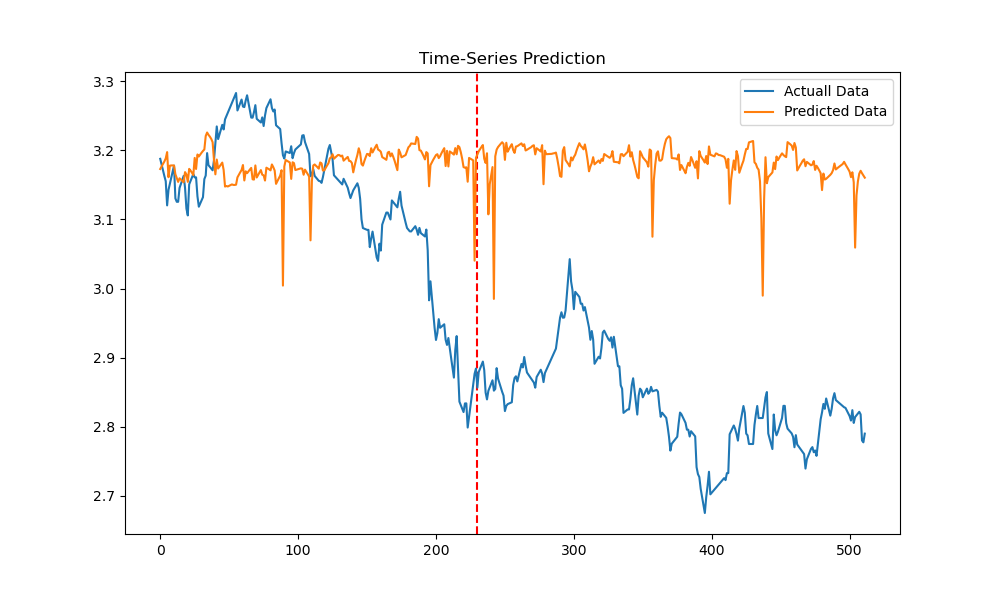 Time-Series Prediction
Actuall Data
Predicted Data
3.3
3.2
3.1
3.0
2.9
2.8
2.7
0 100 200 300 400 500